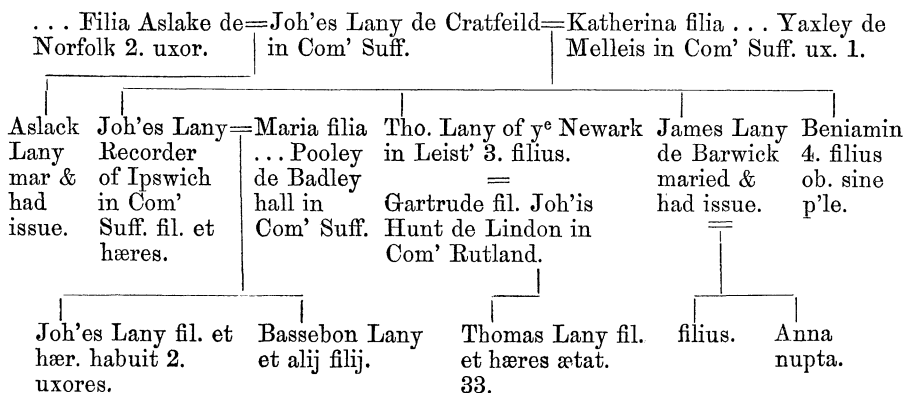 . . . Filia Aslake de=Joh'es Lany de Cratfeild=Katherina filia . . . Yaxley de
Norfolk 2. uxor. in Com' Suff. Melleis in Com' Suff. ux. 1.
Aslack
Lany
mar &
had
issue.
Joh'es Lany=Maria filia
Recorder
of Ipswich
in Com'
Suff. fil. et
hæres.
... Pooley
de Badley
hall in
Com' Suff.
Tho. Lany of yᵉ Newark
in Leist' 3. filius.
=
Gartrude fil. Joh'is
Hunt de Lindon in
Com' Rutland.
James Lany
de Barwick
maried &
had issue.
=
Beniamin
4. filius
ob. sine
p'le.
Joh'es Lany fil. et
hær. habuit 2.
uxores.
Bassebon Lany
et alij filij.
Thomas Lany fil.
et hæres ætat.
33.
filius.
Anna
nupta.